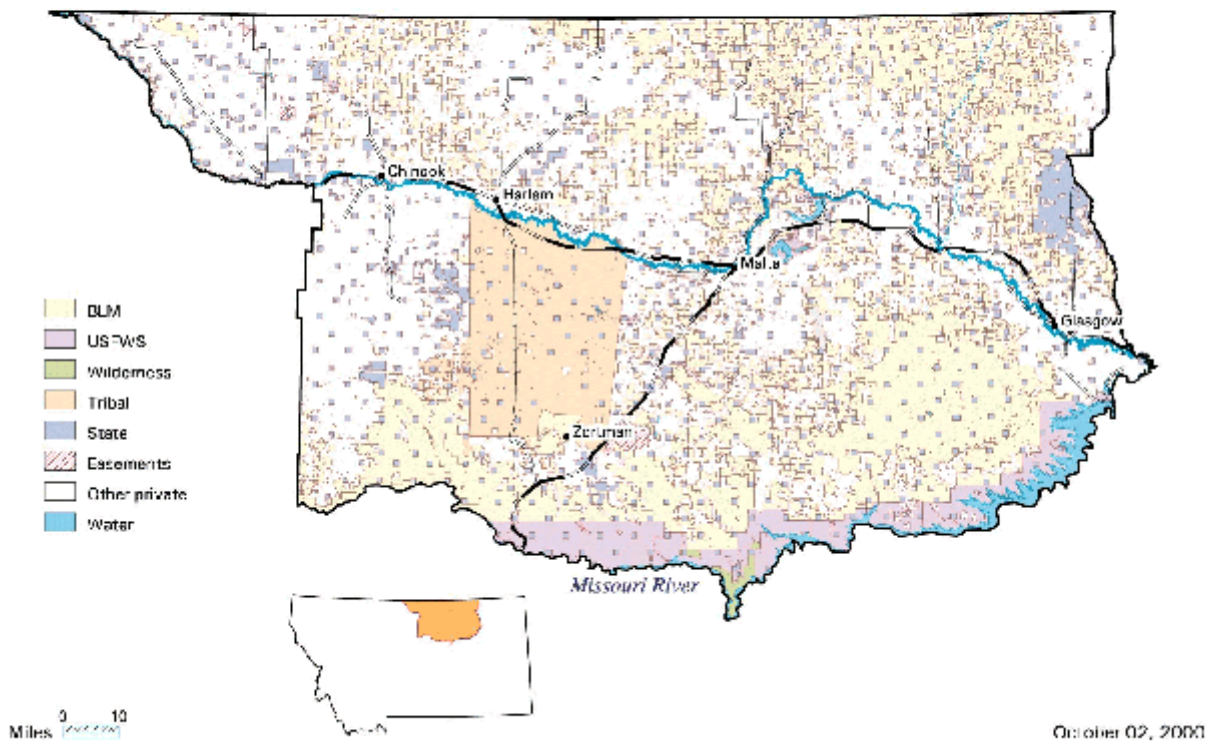 Chinook
Harlem
Malta
Glasgow
Zortman
BLM
USFWS
Wilderness
Tribal
State
Easements
Other private
Water
Missouri River
0 10
Miles
October 02, 2000